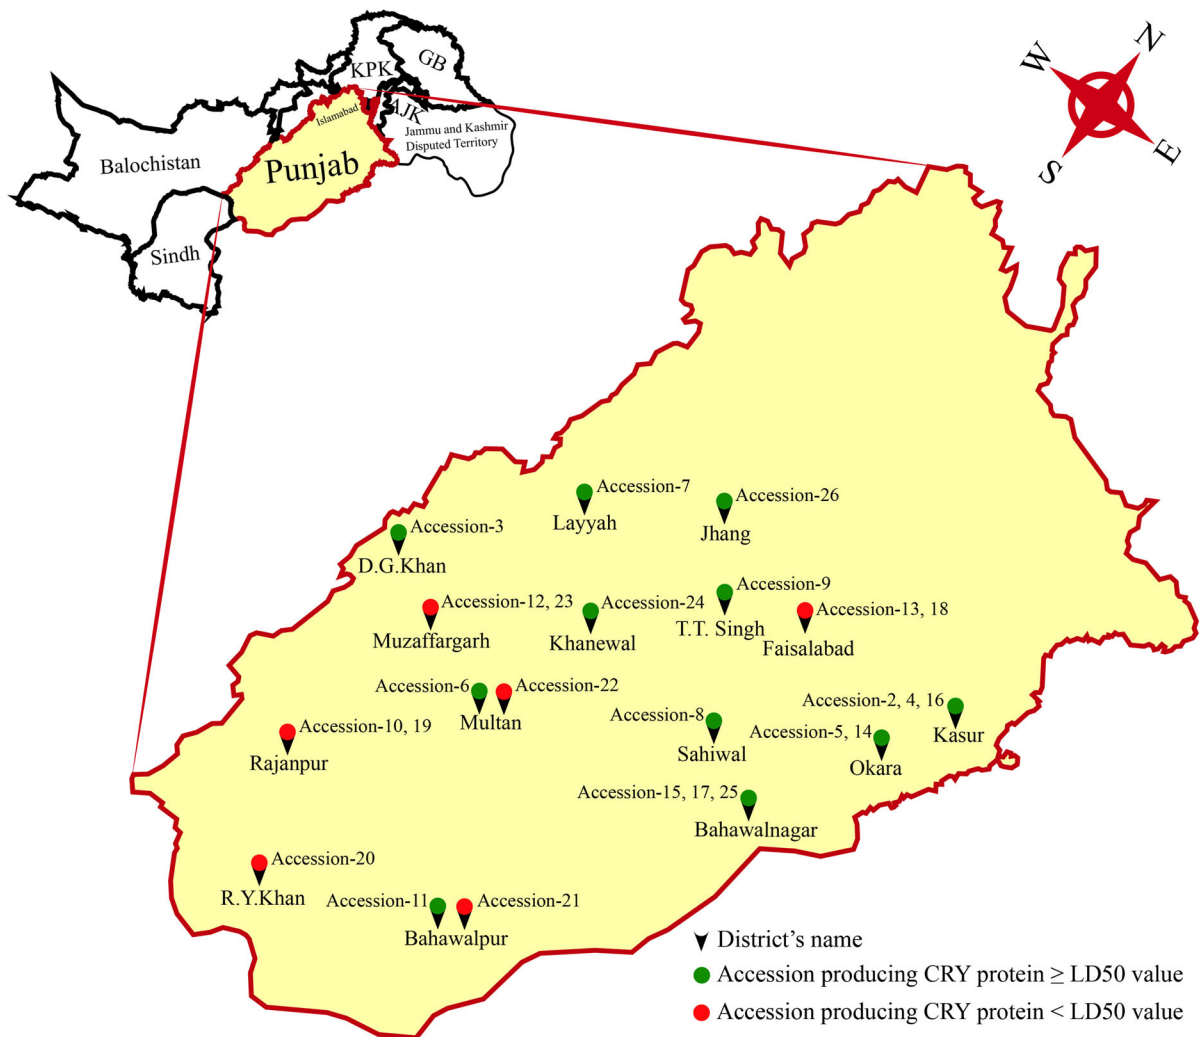 GB
KPK
AJK
Islamabad
Jammu and Kashmir
Disputed Territory
Balochistan
Punjab
Sindh
N
W
E
S
Accession-7
Layyah
Accession-26
Jhang
Accession-3
D.G.Khan
Accession-12, 23
Muzaffargarh
Accession-24
Khanewal
Accession-9
T.T. Singh
Accession-13, 18
Faisalabad
Accession-6
Accession-22
Multan
Accession-8
Sahiwal
Accession-2, 4, 16
Kasur
Accession-5, 14
Okara
Accession-10, 19
Rajanpur
Accession-15, 17, 25
Bahawalnagar
Accession-20
R.Y.Khan
Accession-11
Accession-21
Bahawalpur
District's name
Accession producing CRY protein ≥ LD50 value
Accession producing CRY protein < LD50 value